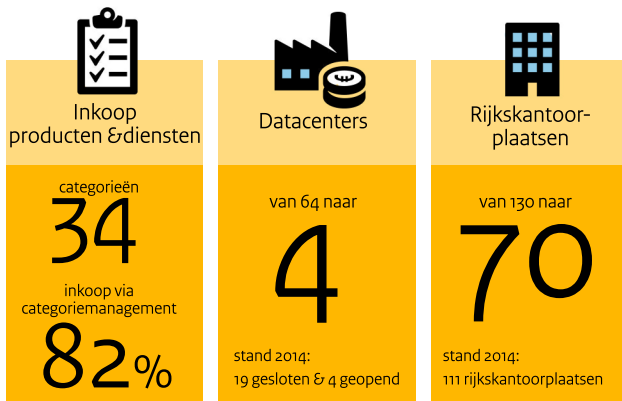 Inkoop
producten &diensten
categorieën
34
inkoop via
categoriemanagement
82%
Datacenters
van 64 naar
4
stand 2014:
19 gesloten & 4 geopend
Rijkskantoor-
plaatsen
van 130 naar
70
stand 2014:
111 rijkskantoorplaatsen